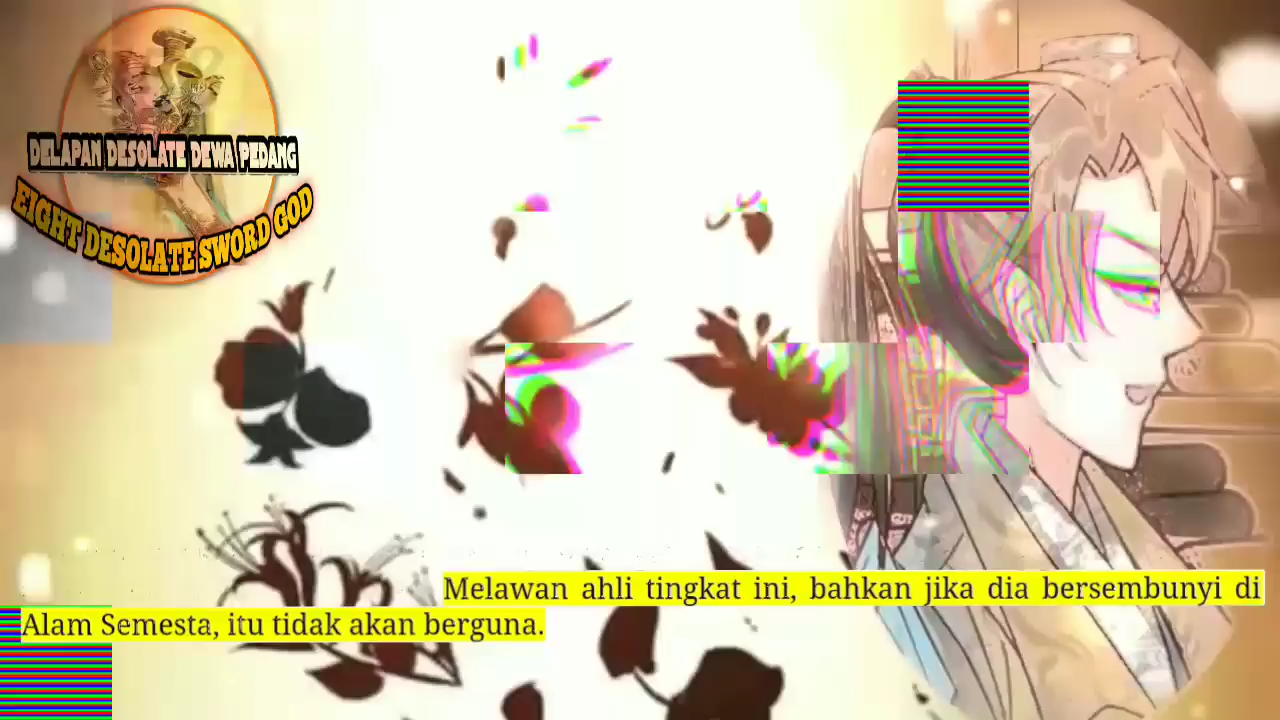 DELAPAN DESOLATE DEWA PEDANG
EIGHT DESOLATE SWORD GOD
Melawan ahli tingkat ini, bahkan jika dia bersembunyi di
Alam Semesta, itu tidak akan berguna.